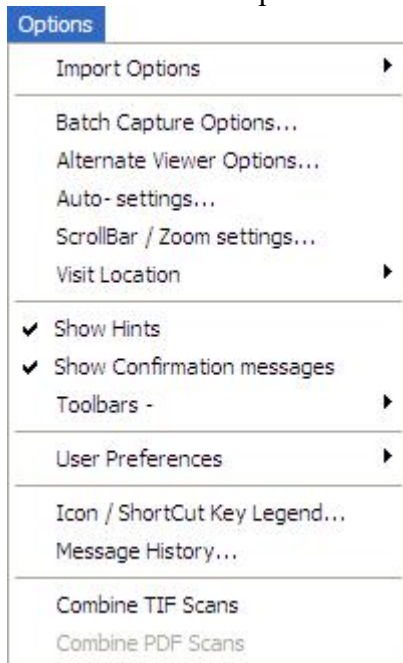 Options
Import Options
Batch Capture Options...
Alternate Viewer Options...
Auto- settings...
ScrollBar / Zoom settings...
Visit Location
Show Hints
Show Confirmation messages
Toolbars -
User Preferences
Icon / ShortCut Key Legend...
Message History...
Combine TIF Scans
Combine PDF Scans